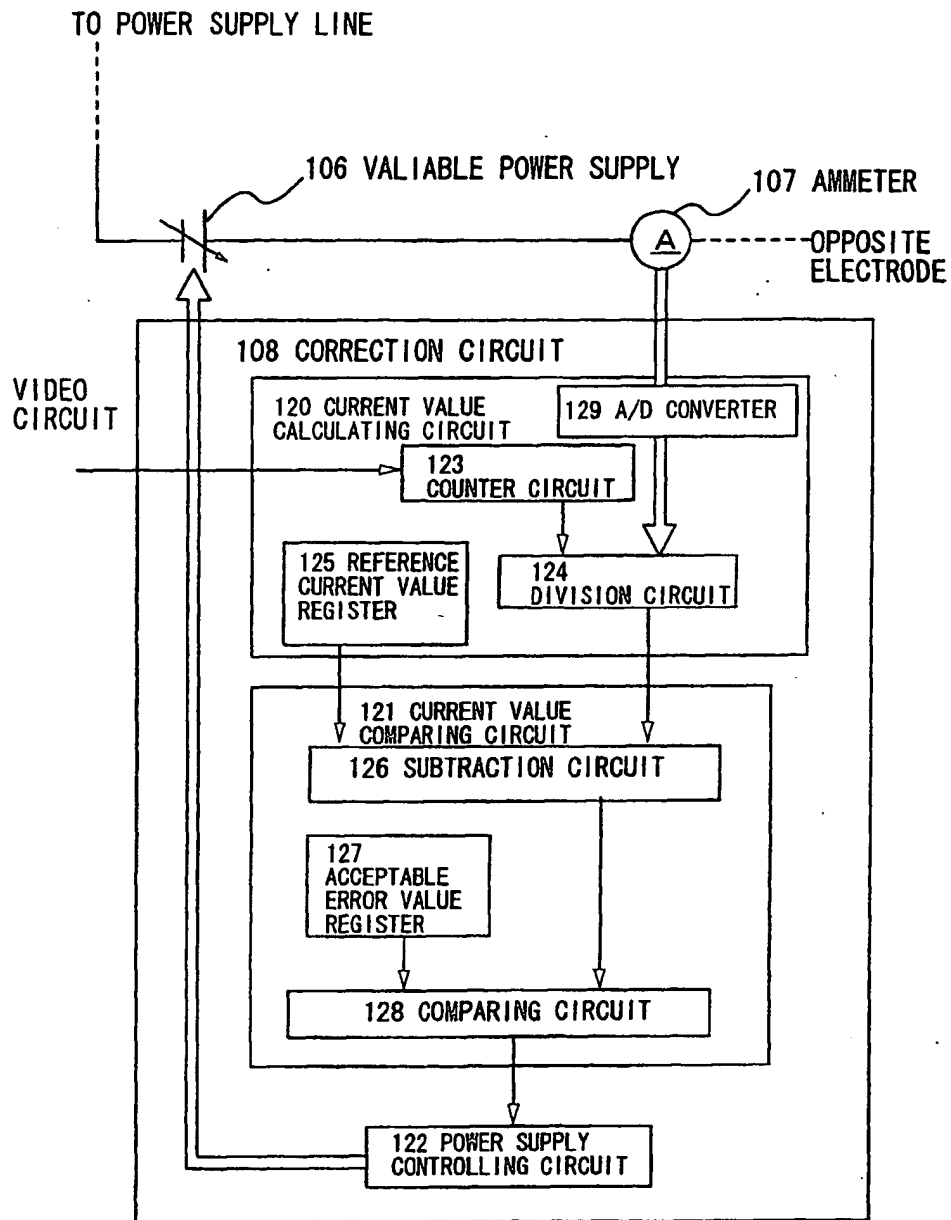 TO POWER SUPPLY LINE
106 VALIABLE POWER SUPPLY
107 AMMETER
A
OPPOSITE
ELECTRODE
108 CORRECTION CIRCUIT
VIDEO
CIRCUIT
120 CURRENT VALUE
CALCULATING CIRCUIT
129 A/D CONVERTER
123
COUNTER CIRCUIT
125 REFERENCE
CURRENT VALUE
REGISTER
124
DIVISION CIRCUIT
121 CURRENT VALUE
COMPARING CIRCUIT
126 SUBTRACTION CIRCUIT
127
ACCEPTABLE
ERROR VALUE
REGISTER
128 COMPARING CIRCUIT
122 POWER SUPPLY
CONTROLLING CIRCUIT